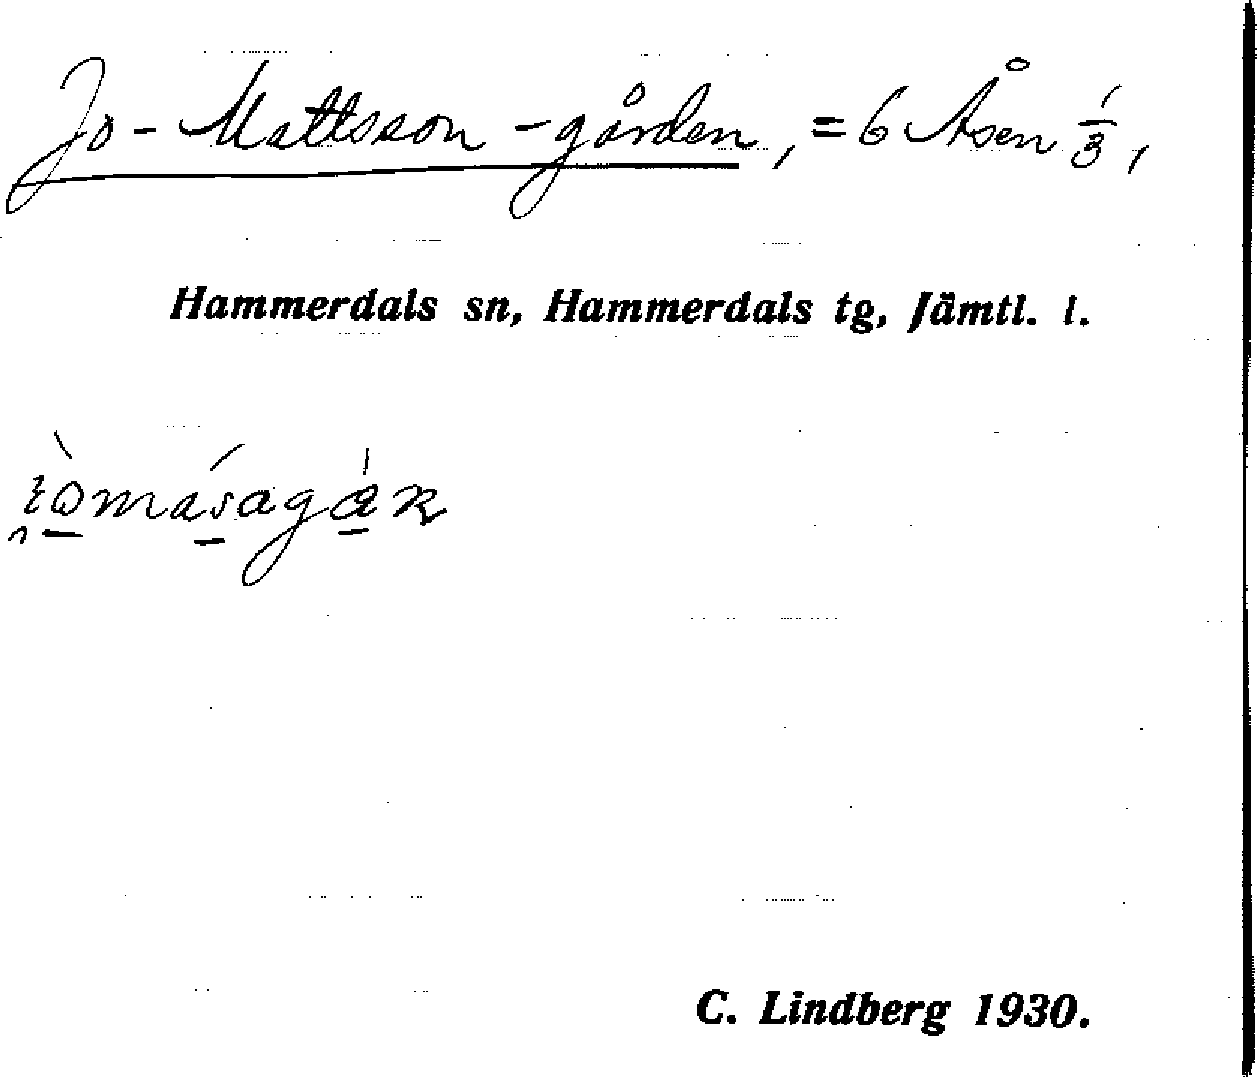 Jo-Mattsson-gården, = 6 Åsen 1/3,
Hammerdals sn, Hammerdals tg, Jämtl. l.
C. Lindberg 1930.